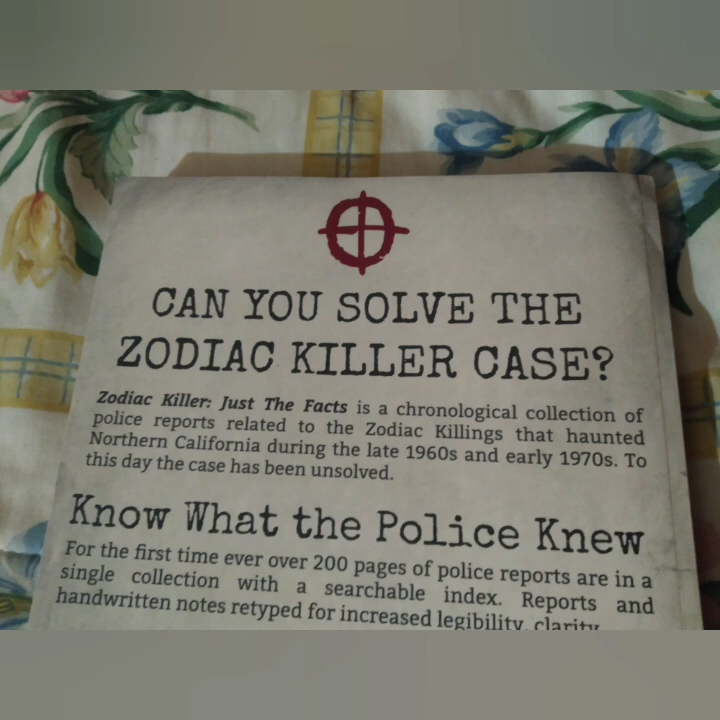 CAN YOU SOLVE THE
ZODIAC KILLER CASE?
Zodiac Killer: Just The Facts is a chronological collection of
police reports related to the Zodiac Killings that haunted
Northern California during the late 1960s and early 1970s. To
this day the case has been unsolved.
Know What the Police Knew
For the first time ever over 200 pages of police reports are in a
single collection with a searchable index. Reports and
handwritten notes retyped for increased legibility, clarity